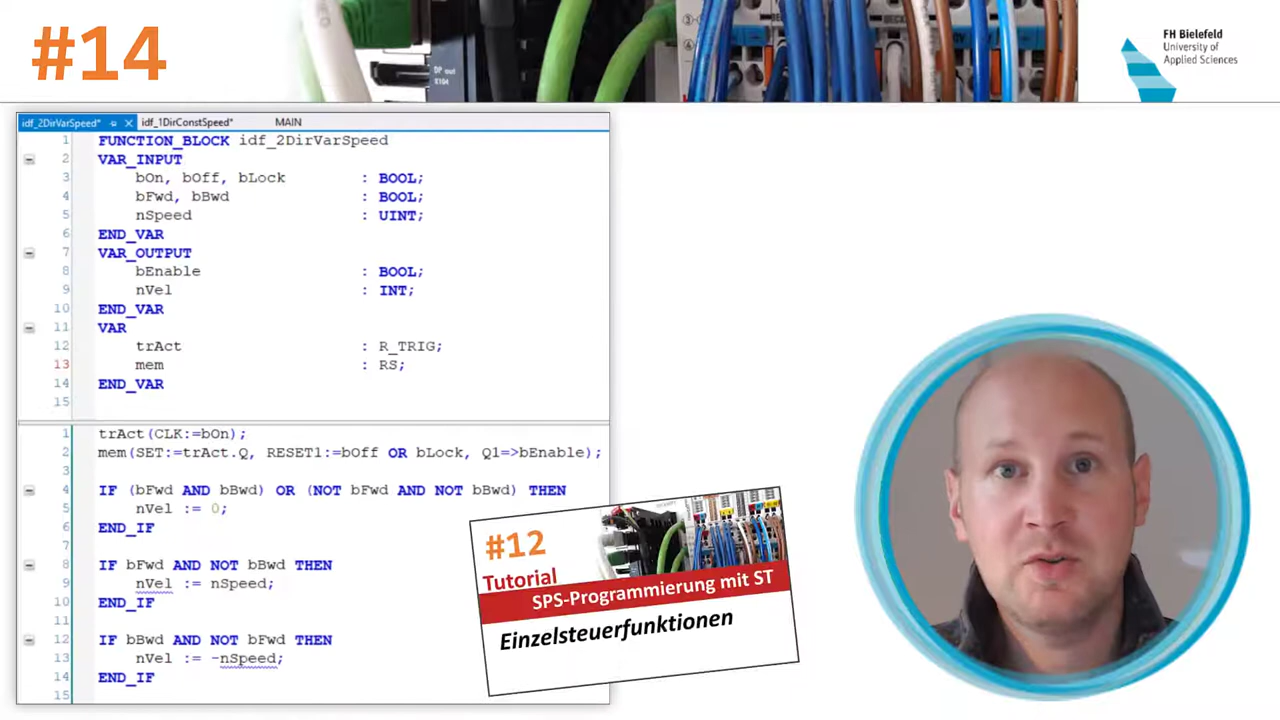 #14
FH Bielefeld
University of
Applied Sciences
DP out
X104
idf_2DirVarSpeed*
idf_1DirConstSpeed*
MAIN
1 FUNCTION_BLOCK idf_2DirVarSpeed
2 VAR_INPUT
3 bOn, bOff, bLock : BOOL;
4 bFwd, bBwd : BOOL;
5 nSpeed : UINT;
6 END_VAR
7 VAR_OUTPUT
8 bEnable : BOOL;
9 nVel : INT;
10 END_VAR
11 VAR
12 trAct : R_TRIG;
13 mem : RS;
14 END_VAR
15
1 trAct(CLK:=bOn);
2 mem(SET:=trAct.Q, RESET1:=bOff OR bLock, Q1=>bEnable);
3
4 IF (bFwd AND bBwd) OR (NOT bFwd AND NOT bBwd) THEN
5 nVel := 0;
6 END_IF
7
8 IF bFwd AND NOT bBwd THEN
9 nVel := nSpeed;
10 END_IF
11
12 IF bBwd AND NOT bFwd THEN
13 nVel := -nSpeed;
14 END_IF
15
#12
Tutorial
SPS-Programmierung mit ST
Einzelsteuerfunktionen